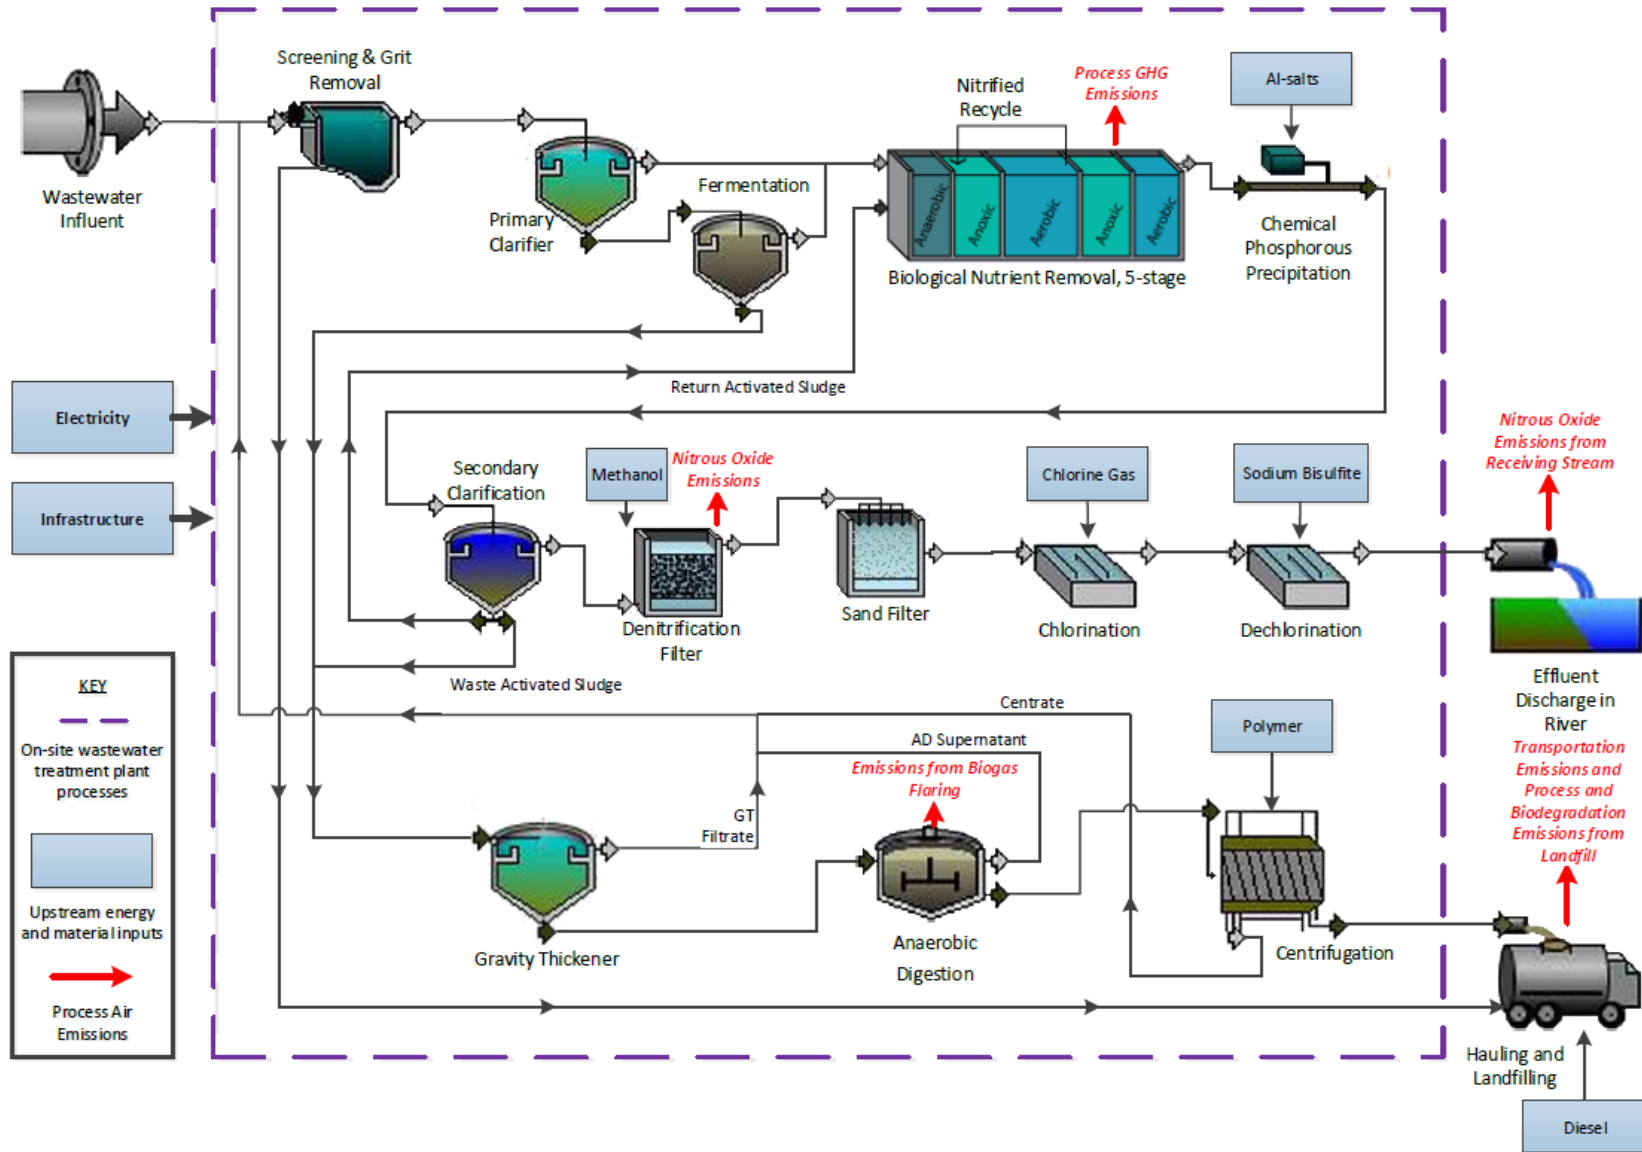 Screening & Grit
Removal
Wastewater
Influent
Primary
Clarifier
Fermentation
Nitrified
Recycle
Process GHG
Emissions
Al-salts
Anaerobic
Anoxic
Aerobic
Anoxic
Aerobic
Biological Nutrient Removal, 5-stage
Chemical
Phosphorous
Precipitation
Return Activated Sludge
Electricity
Infrastructure
Secondary
Clarification
Methanol
Nitrous Oxide
Emissions
Denitrification
Filter
Sand Filter
Chlorine Gas
Chlorination
Sodium Bisulfite
Dechlorination
Nitrous Oxide
Emissions from
Receiving Stream
Effluent
Discharge in
River
Waste Activated Sludge
Centrate
AD Supernatant
Emissions from Biogas
Flaring
GT
Filtrate
Gravity Thickener
Anaerobic
Digestion
Polymer
Centrifugation
Transportation
Emissions and
Process and
Biodegradation
Emissions from
Landfill
Hauling and
Landfilling
Diesel
KEY
On-site wastewater
treatment plant
processes
Upstream energy
and material inputs
Process Air
Emissions